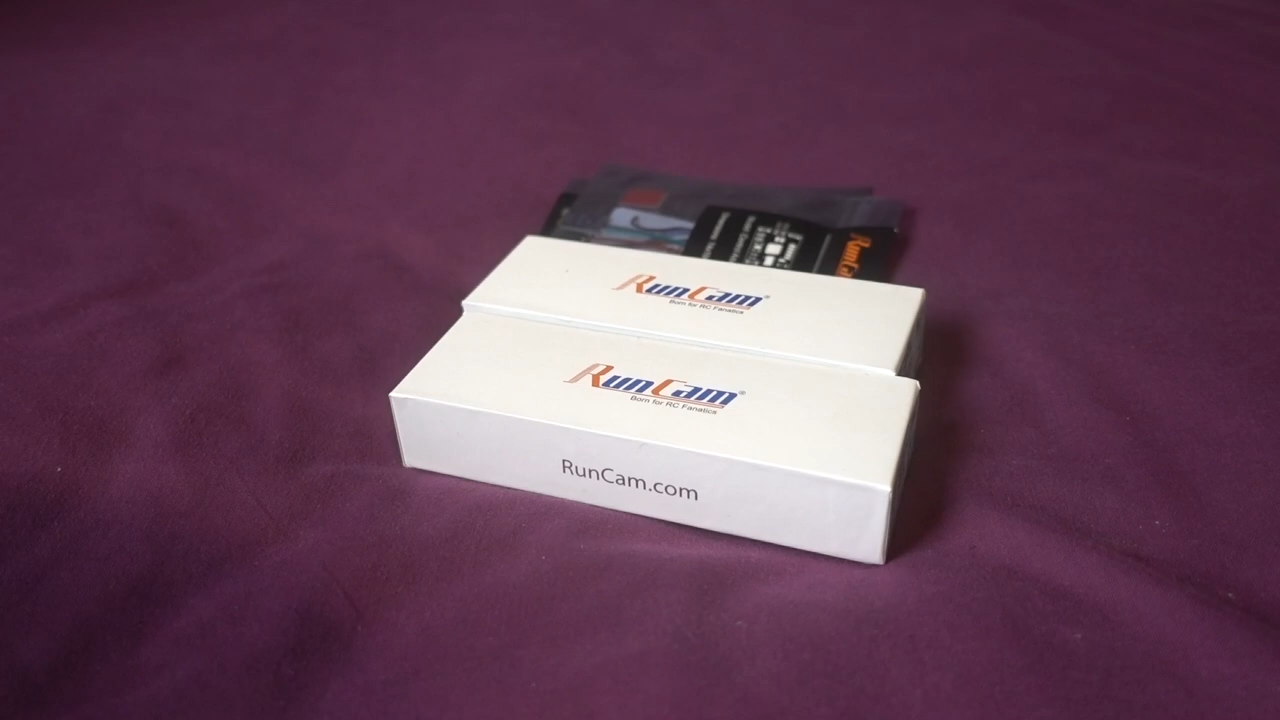 RunCam
RunCam®
Born for RC Fanatics
RunCam®
Born for RC Fanatics
RunCam.com